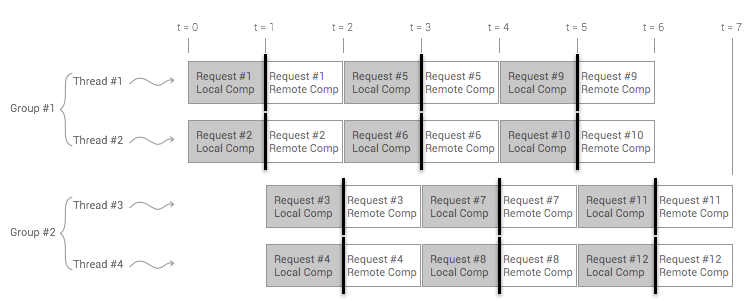 t = 0 t = 1 t = 2 t = 3 t = 4 t = 5 t = 6 t = 7
Group #1
Thread #1
Request #1 Request #1 Request #5 Request #5 Request #9 Request #9
Local Comp Remote Comp Local Comp Remote Comp Local Comp Remote Comp
Thread #2
Request #2 Request #2 Request #6 Request #6 Request #10 Request #10
Local Comp Remote Comp Local Comp Remote Comp Local Comp Remote Comp
Group #2
Thread #3
Request #3 Request #3 Request #7 Request #7 Request #11 Request #11
Local Comp Remote Comp Local Comp Remote Comp Local Comp Remote Comp
Thread #4
Request #4 Request #4 Request #8 Request #8 Request #12 Request #12
Local Comp Remote Comp Local Comp Remote Comp Local Comp Remote Comp